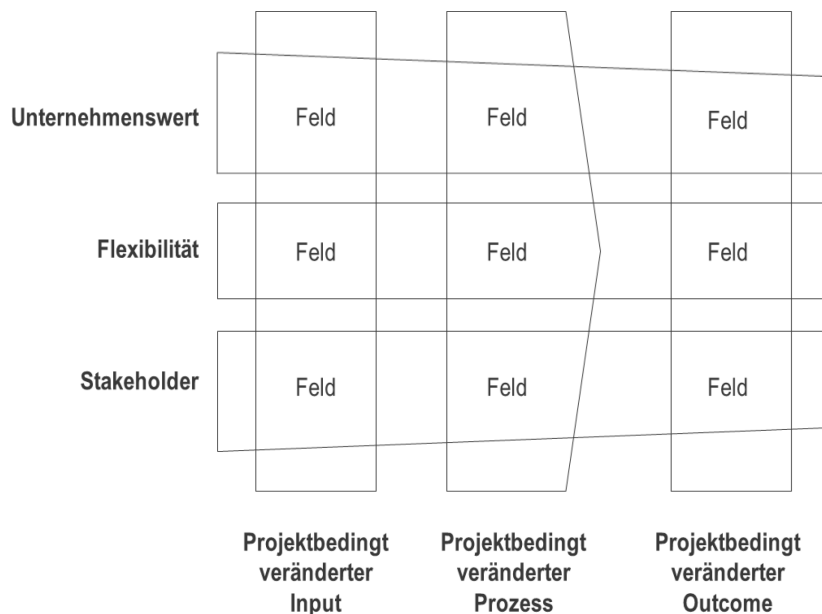 Unternehmenswert Feld Feld Feld
Flexibilität Feld Feld Feld
Stakeholder Feld Feld Feld
Projektbedingt
veränderter
Input
Projektbedingt
veränderter
Prozess
Projektbedingt
veränderter
Outcome